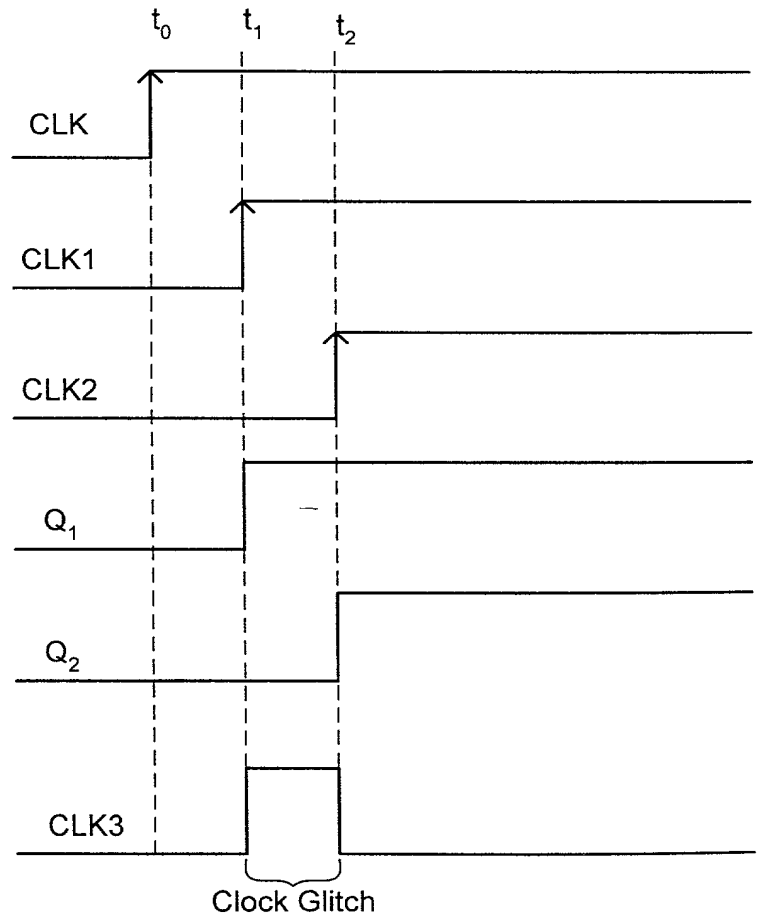 t₀ t₁ t₂
CLK
CLK1
CLK2
Q₁
Q₂
CLK3
Clock Glitch